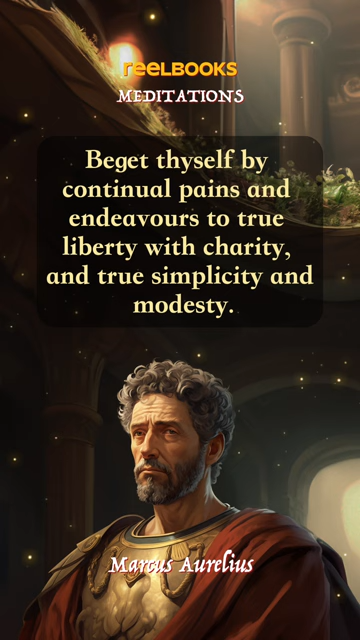 reelBOOKS
MEDITATIONS
Beget thyself by
continual pains and
endeavours to true
liberty with charity,
and true simplicity and
modesty.
Marcus Aurelius